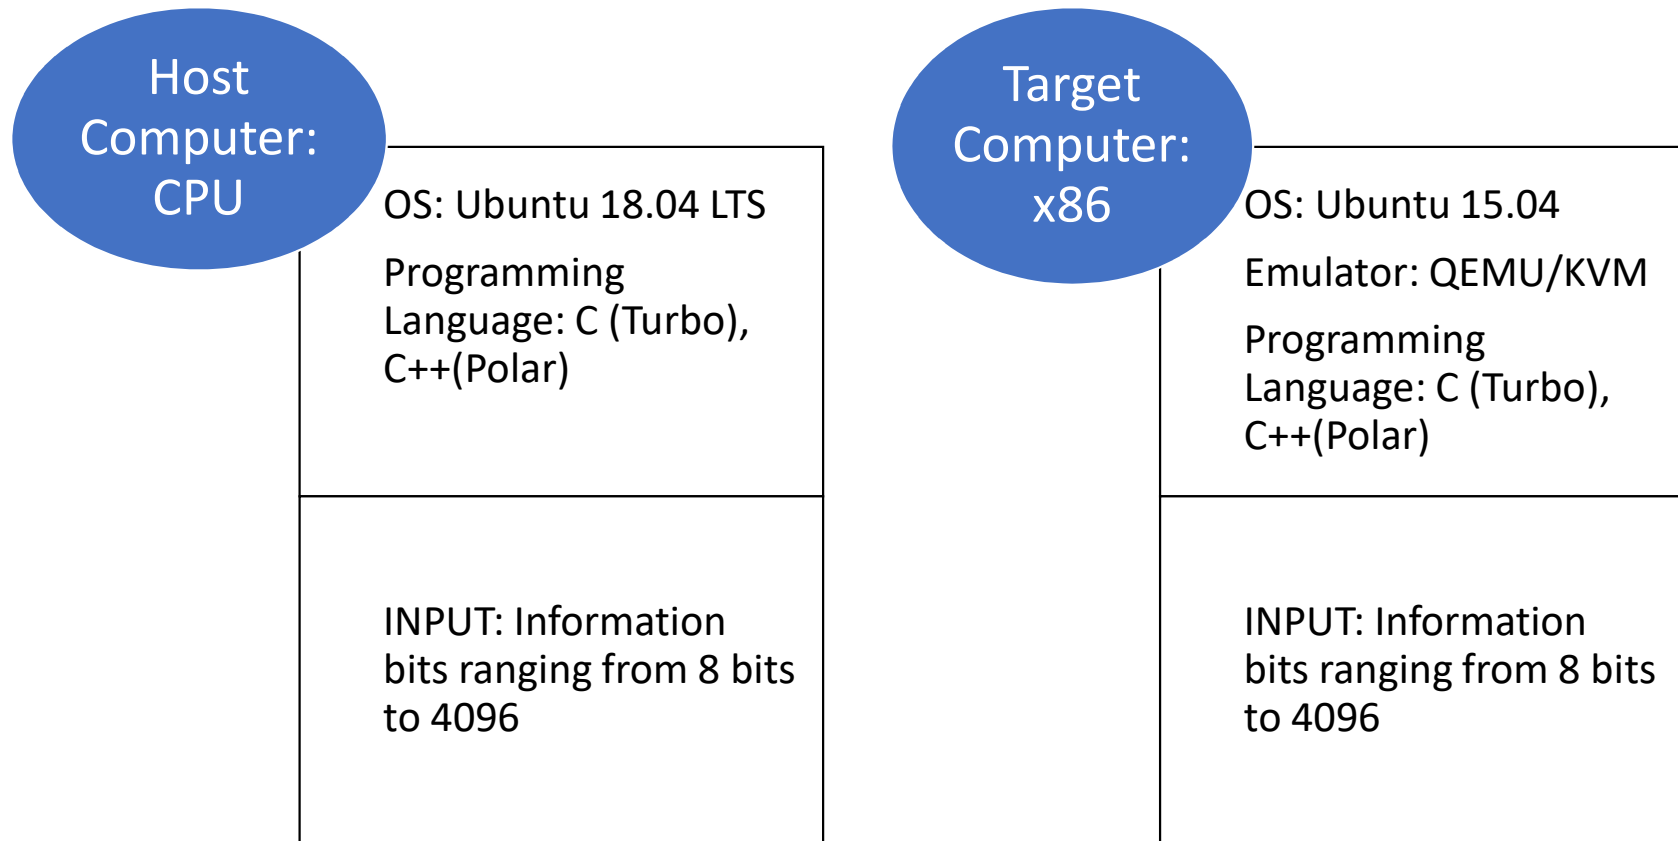 Host
Computer:
CPU
OS: Ubuntu 18.04 LTS
Programming
Language: C (Turbo),
C++(Polar)
INPUT: Information
bits ranging from 8 bits
to 4096
Target
Computer:
x86
OS: Ubuntu 15.04
Emulator: QEMU/KVM
Programming
Language: C (Turbo),
C++(Polar)
INPUT: Information
bits ranging from 8 bits
to 4096